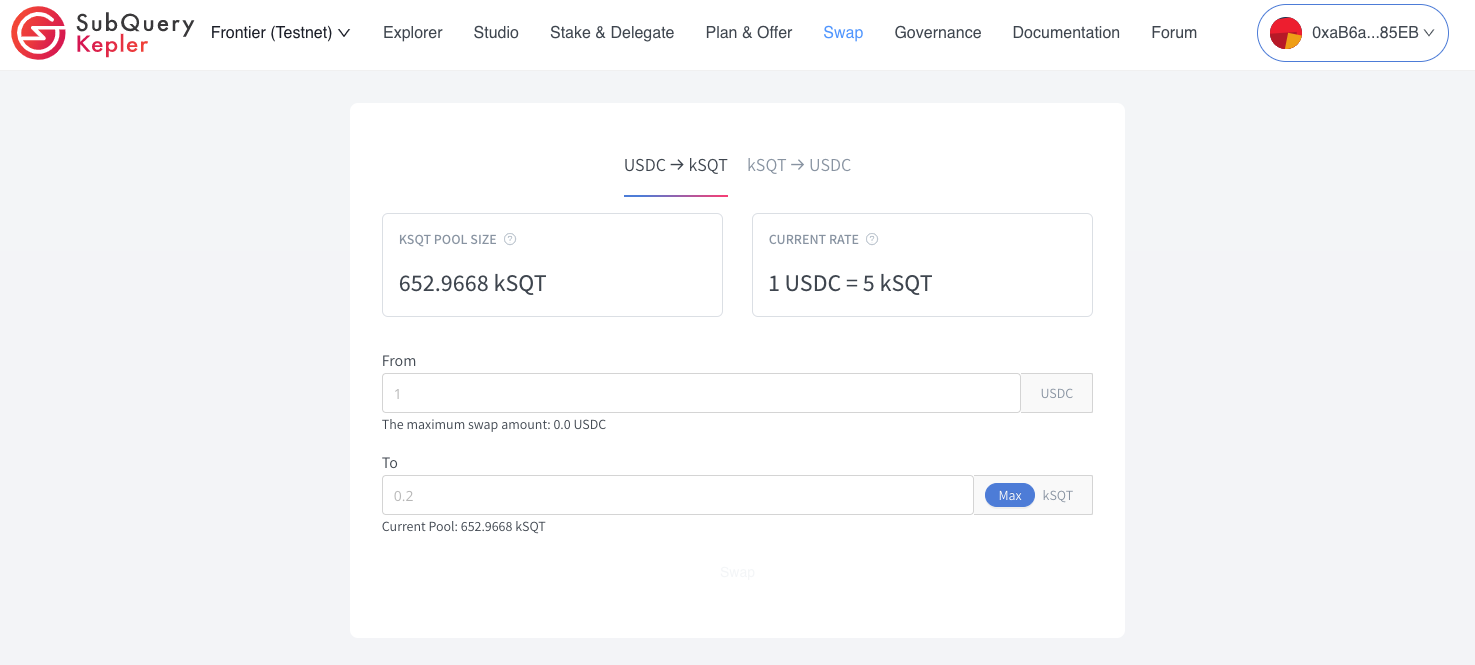 SubQuery
Kepler
Frontier (Testnet) Explorer Studio Stake & Delegate Plan & Offer Swap Governance Documentation Forum 0xaB6a...85EB
USDC → kSQT kSQT → USDC
KSQT POOL SIZE ?
CURRENT RATE ?
652.9668 kSQT
1 USDC = 5 kSQT
From
1 USDC
The maximum swap amount: 0.0 USDC
To
0.2 Max kSQT
Current Pool: 652.9668 kSQT
Swap